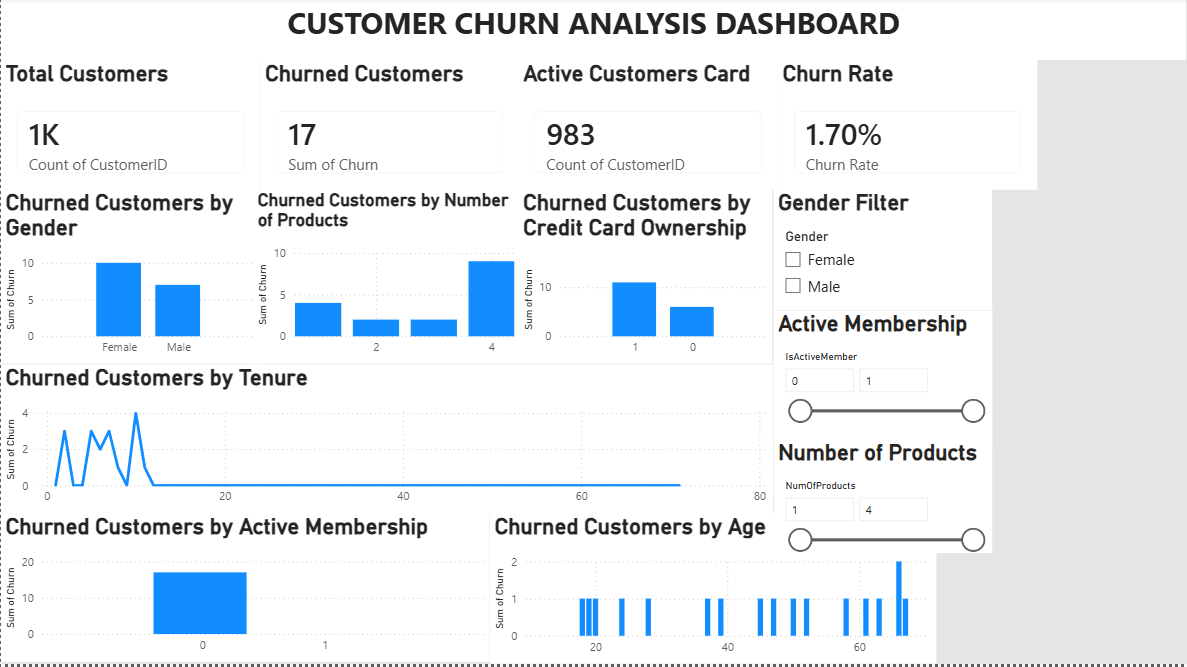 CUSTOMER CHURN ANALYSIS DASHBOARD
Total Customers
1K
Count of CustomerID
Churned Customers
17
Sum of Churn
Active Customers Card
983
Count of CustomerID
Churn Rate
1.70%
Churn Rate
Churned Customers by
Gender
Sum of Churn
10
5
0
Female
Male
Churned Customers by Number
of Products
Sum of Churn
10
5
0
2
4
Churned Customers by
Credit Card Ownership
Sum of Churn
10
0
1
0
Gender Filter
Gender
Female
Male
Active Membership
IsActiveMember
0
1
Number of Products
NumOfProducts
1
4
Churned Customers by Tenure
Sum of Churn
4
2
0
0
20
40
60
80
Churned Customers by Active Membership
Sum of Churn
20
10
0
0
1
Churned Customers by Age
Sum of Churn
2
1
0
20
40
60